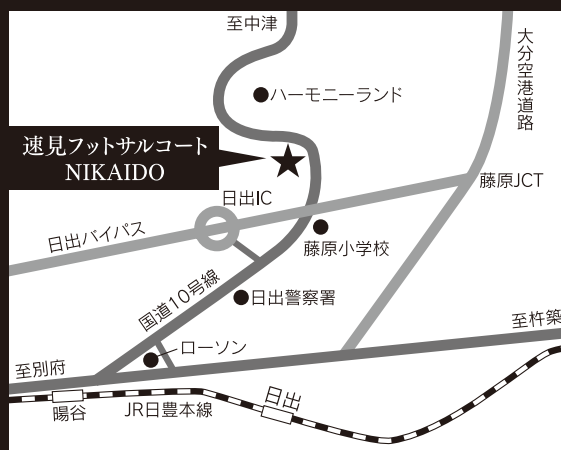 至中津
大分空港道路
ハーモニーランド
速見フットサルコート
NIKAIDO
藤原JCT
日出IC
日出バイパス
藤原小学校
国道10号線
日出警察署
至杵築
ローソン
至別府
陽谷
JR日豊本線
日出